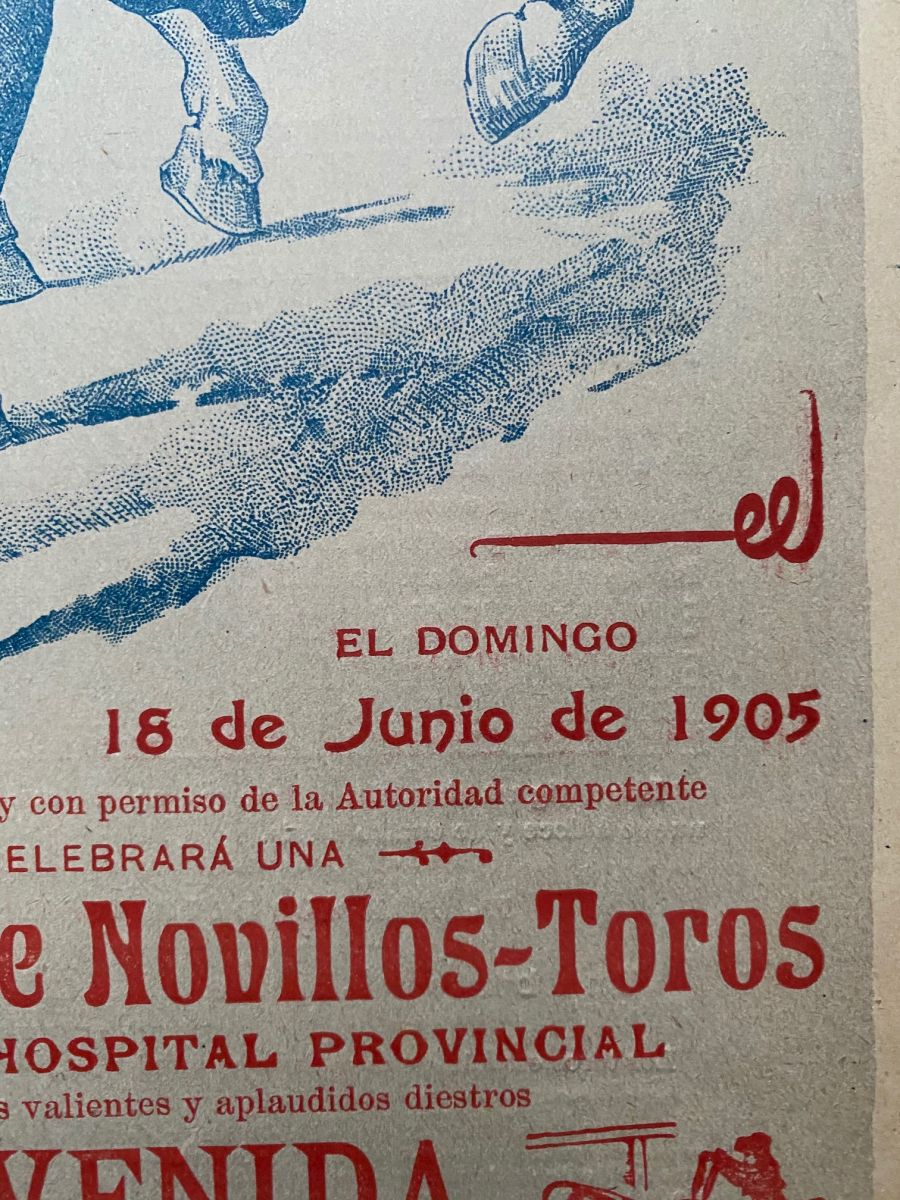 EL DOMINGO
18 de Junio de 1905
y con permiso de la Autoridad competente
ELEBRARÁ UNA
e Novillos-Toros
HOSPITAL PROVINCIAL
s valientes y aplaudidos diestros
VENIDA